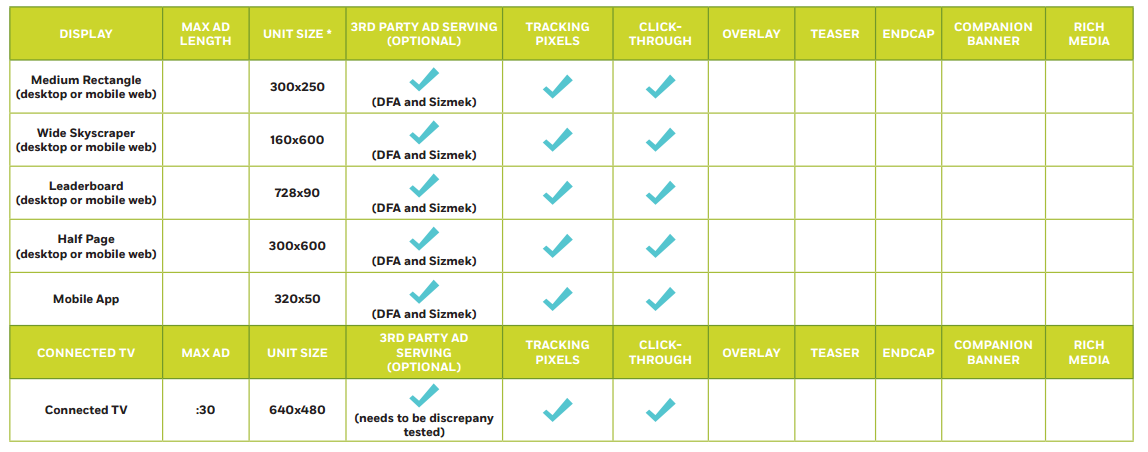 DISPLAY MAX AD LENGTH UNIT SIZE * 3RD PARTY AD SERVING (OPTIONAL) TRACKING PIXELS CLICK-THROUGH OVERLAY TEASER ENDCAP COMPANION BANNER RICH MEDIA
Medium Rectangle (desktop or mobile web) 300x250 (DFA and Sizmek)
Wide Skyscraper (desktop or mobile web) 160x600 (DFA and Sizmek)
Leaderboard (desktop or mobile web) 728x90 (DFA and Sizmek)
Half Page (desktop or mobile web) 300x600 (DFA and Sizmek)
Mobile App 320x50 (DFA and Sizmek)
CONNECTED TV MAX AD UNIT SIZE 3RD PARTY AD SERVING (OPTIONAL) TRACKING PIXELS CLICK-THROUGH OVERLAY TEASER ENDCAP COMPANION BANNER RICH MEDIA
Connected TV :30 640x480 (needs to be discrepany tested)